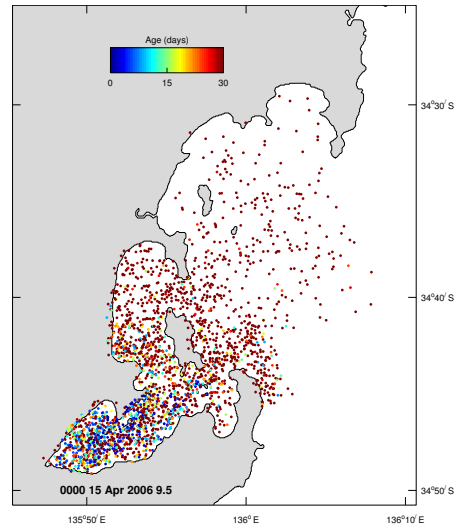 Age (days)
0 15 30
34°30' S
34°40' S
34°50' S
0000 15 Apr 2006 9.5
135°50' E 136° E 136°10' E